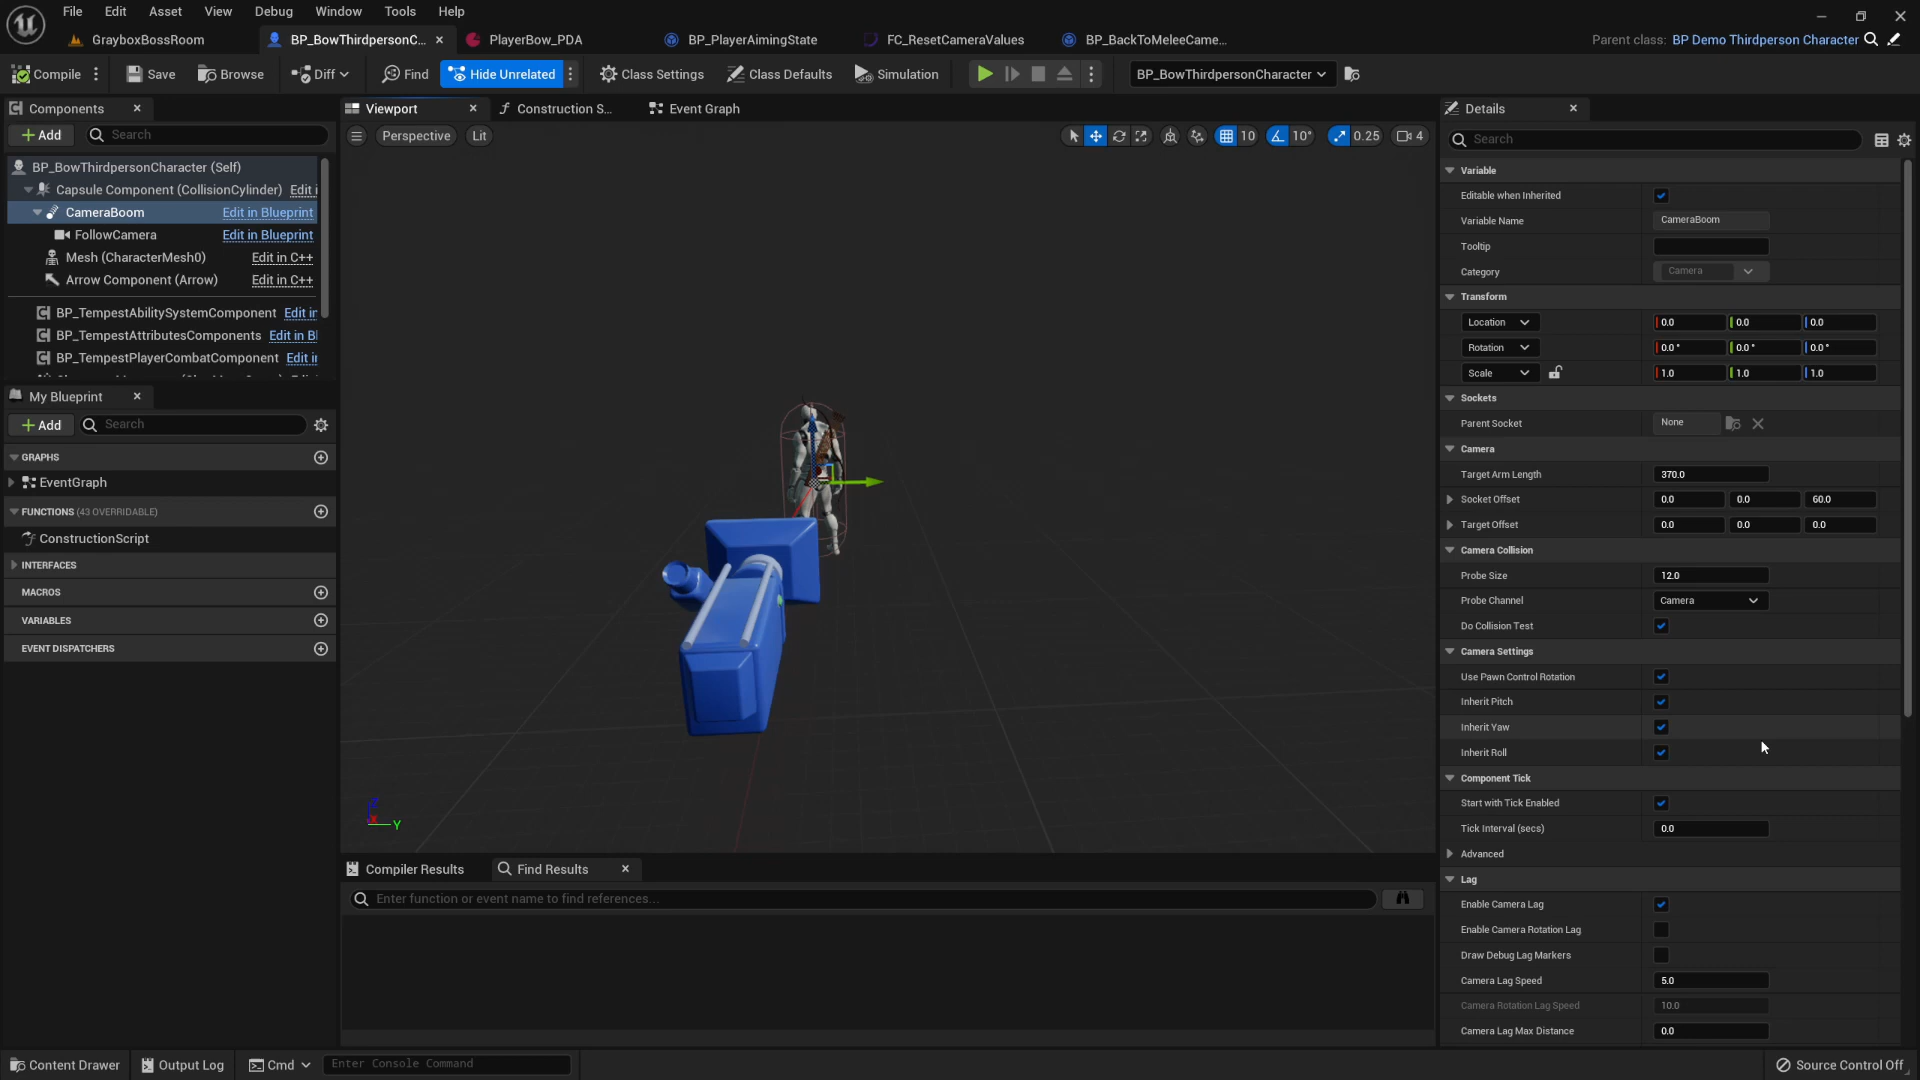 File Edit Asset View Debug Window Tools Help
GrayboxBossRoom BP_BowThirdpersonC... PlayerBow_PDA BP_PlayerAimingState FC_ResetCameraValues BP_BackToMeleeCame... Parent class: BP Demo Thirdperson Character
Compile Save Browse Diff Find Hide Unrelated Class Settings Class Defaults Simulation BP_BowThirdpersonCharacter
Components
Add Search
BP_BowThirdpersonCharacter (Self)
Capsule Component (CollisionCylinder) Edit i
CameraBoom Edit in Blueprint
FollowCamera Edit in Blueprint
Mesh (CharacterMesh0) Edit in C++
Arrow Component (Arrow) Edit in C++
BP_TempestAbilitySystemComponent Edit in
BP_TempestAttributesComponents Edit in Bl
BP_TempestPlayerCombatComponent Edit in
My Blueprint
Add Search
GRAPHS
EventGraph
FUNCTIONS (43 OVERRIDABLE)
ConstructionScript
INTERFACES
MACROS
VARIABLES
EVENT DISPATCHERS
Viewport Construction S... Event Graph
Perspective Lit 10 10° 0.25 4
Z
Y
Compiler Results Find Results
Enter function or event name to find references...
Details
Search
Variable
Editable when Inherited
Variable Name CameraBoom
Tooltip
Category Camera
Transform
Location 0.0 0.0 0.0
Rotation 0.0 ° 0.0 ° 0.0 °
Scale 1.0 1.0 1.0
Sockets
Parent Socket None
Camera
Target Arm Length 370.0
Socket Offset 0.0 0.0 60.0
Target Offset 0.0 0.0 0.0
Camera Collision
Probe Size 12.0
Probe Channel Camera
Do Collision Test
Camera Settings
Use Pawn Control Rotation
Inherit Pitch
Inherit Yaw
Inherit Roll
Component Tick
Start with Tick Enabled
Tick Interval (secs) 0.0
Advanced
Lag
Enable Camera Lag
Enable Camera Rotation Lag
Draw Debug Lag Markers
Camera Lag Speed 5.0
Camera Rotation Lag Speed 10.0
Camera Lag Max Distance 0.0
Content Drawer Output Log Cmd Enter Console Command Source Control Off